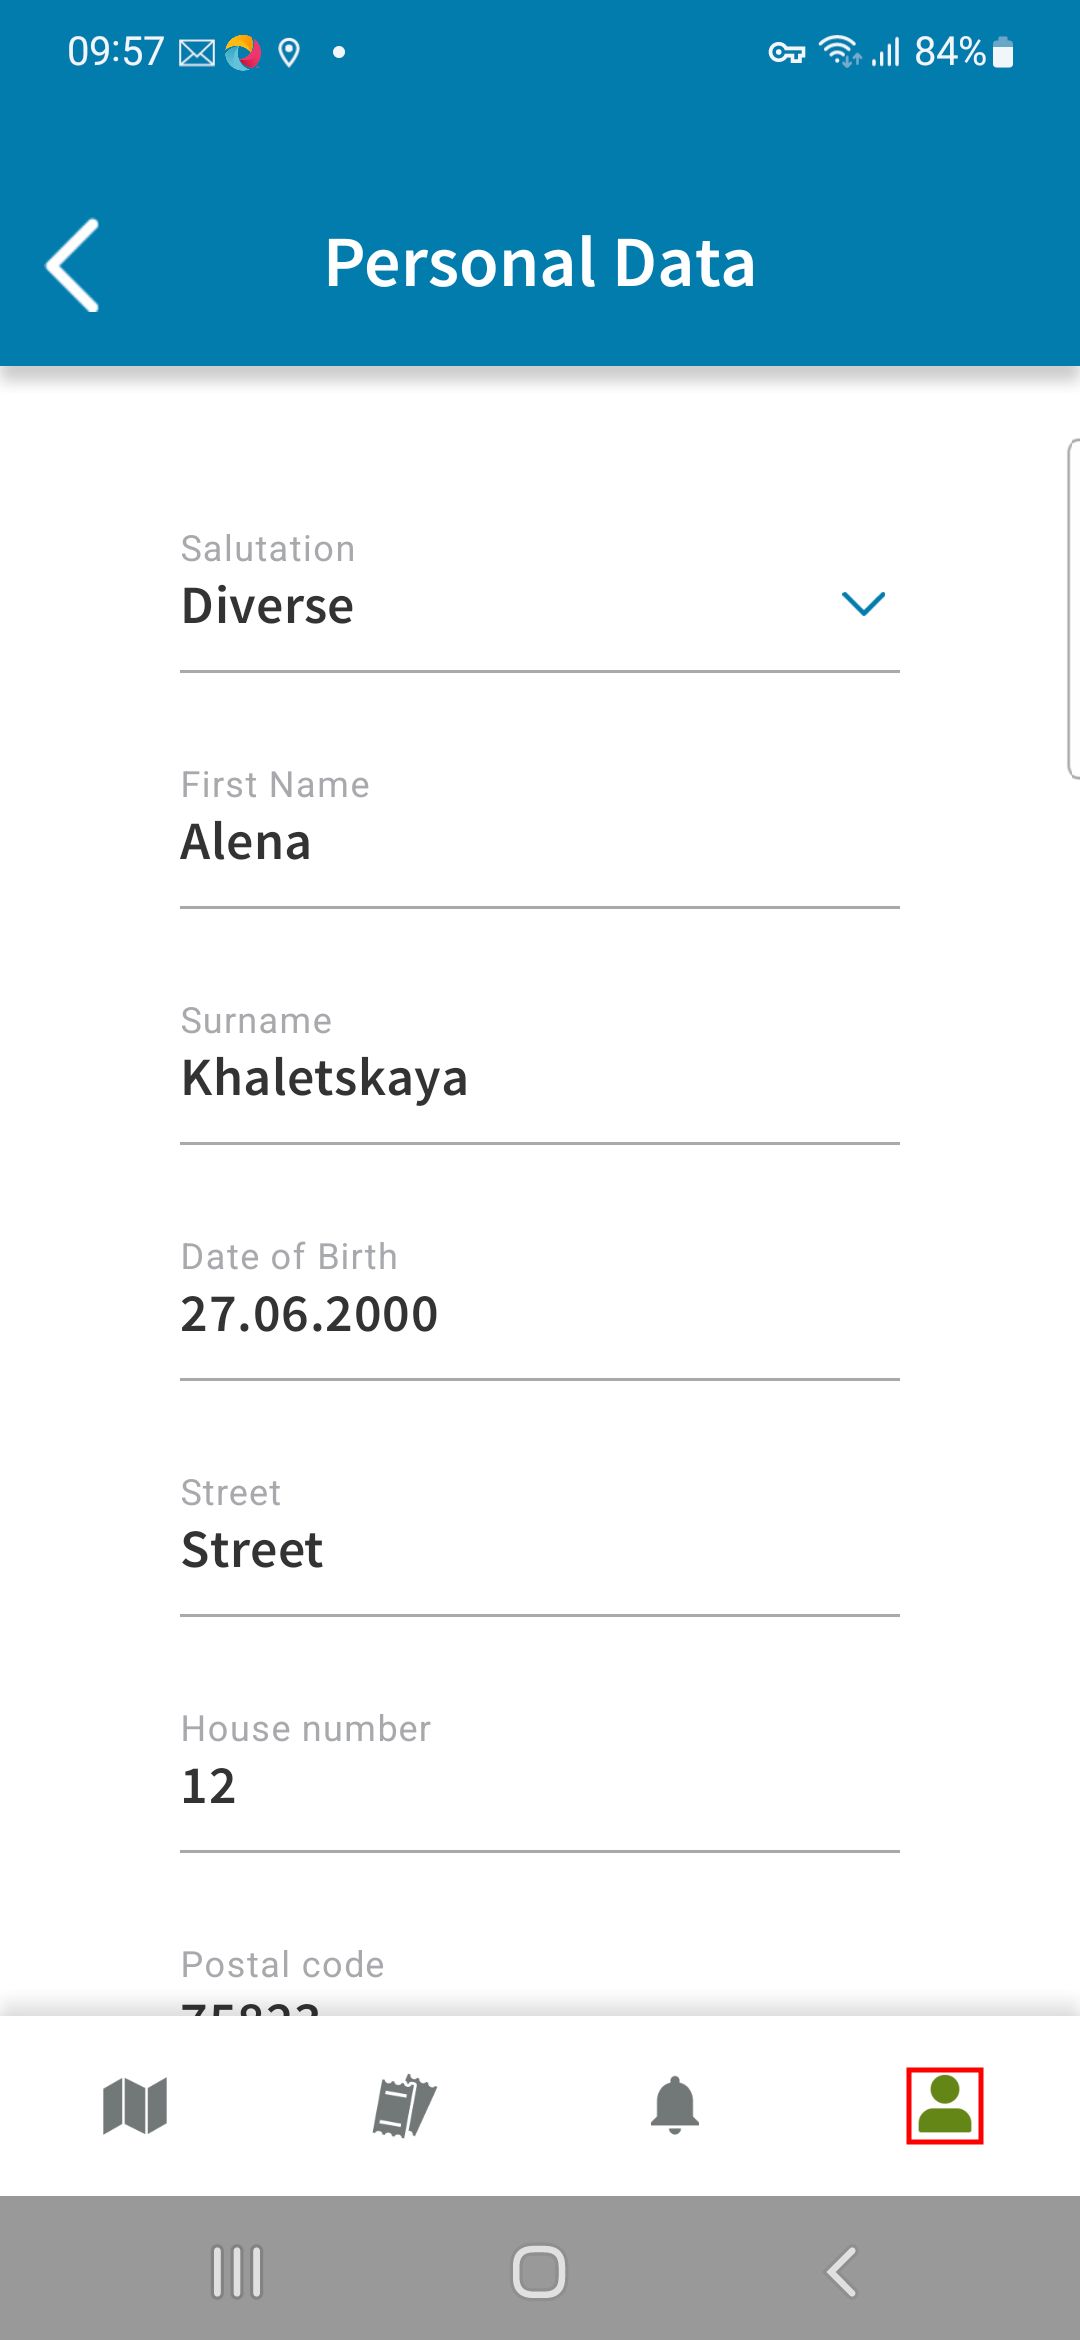 09:57
84%
Personal Data
Salutation
Diverse
First Name
Alena
Surname
Khaletskaya
Date of Birth
27.06.2000
Street
Street
House number
12
Postal code